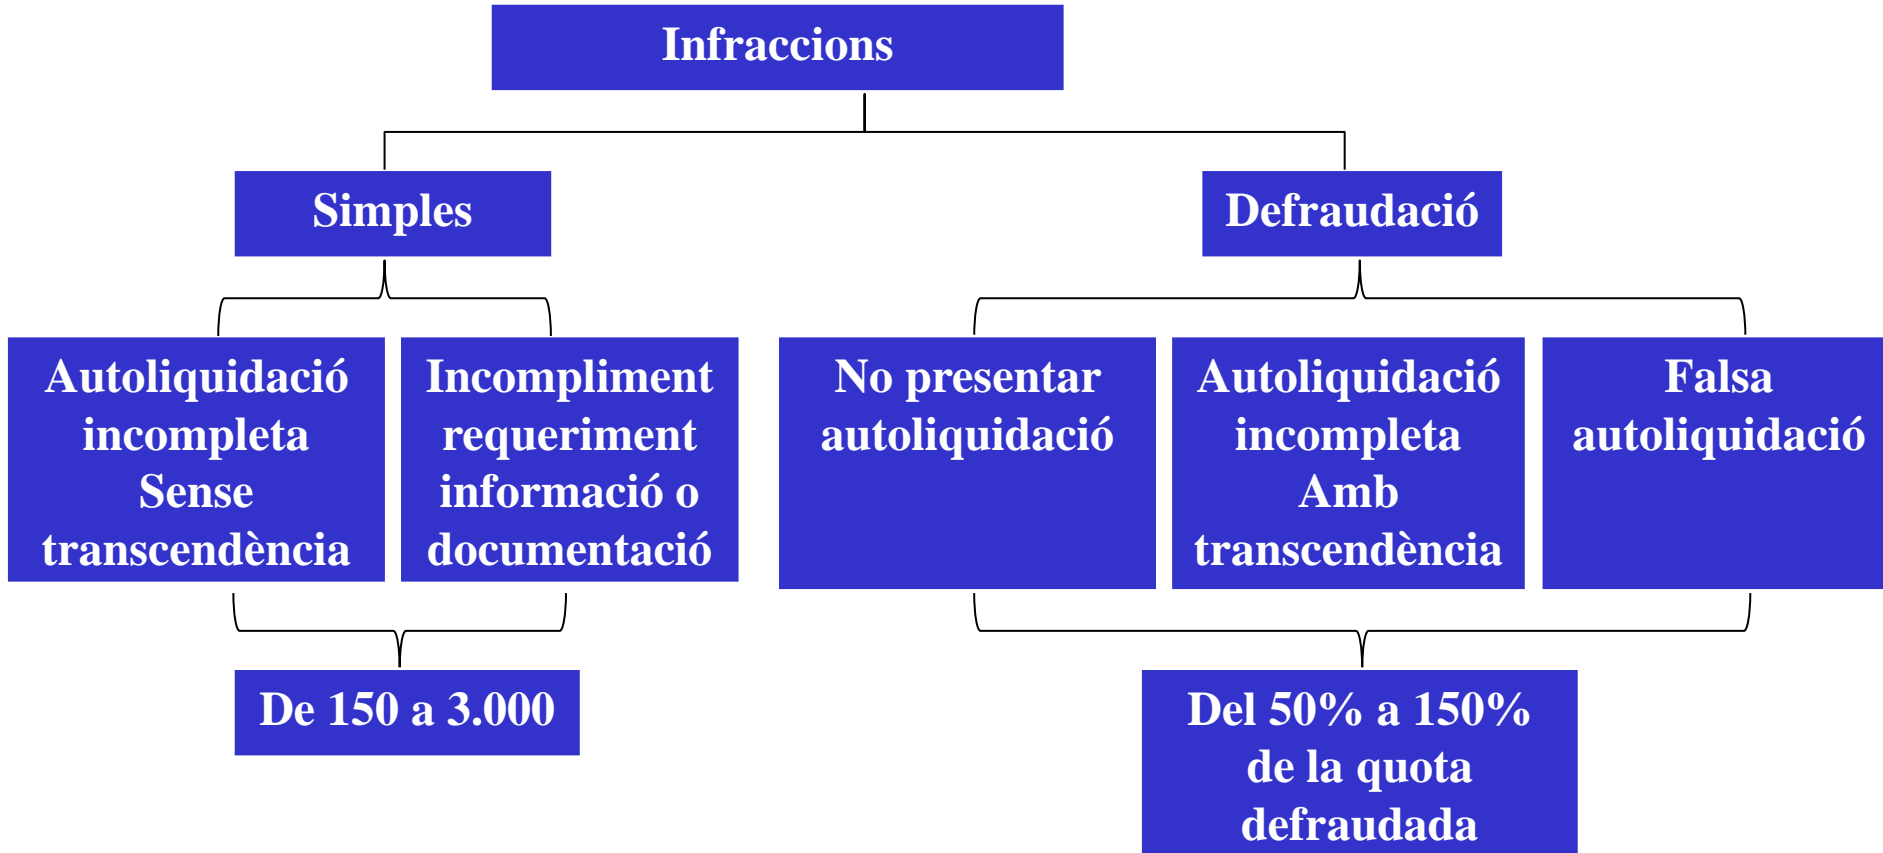 Infraccions
Simples
Defraudació
Autoliquidació
incompleta
Sense
transcendència
Incompliment
requeriment
informació o
documentació
No presentar
autoliquidació
Autoliquidació
incompleta
Amb
transcendència
Falsa
autoliquidació
De 150 a 3.000
Del 50% a 150%
de la quota
defraudada